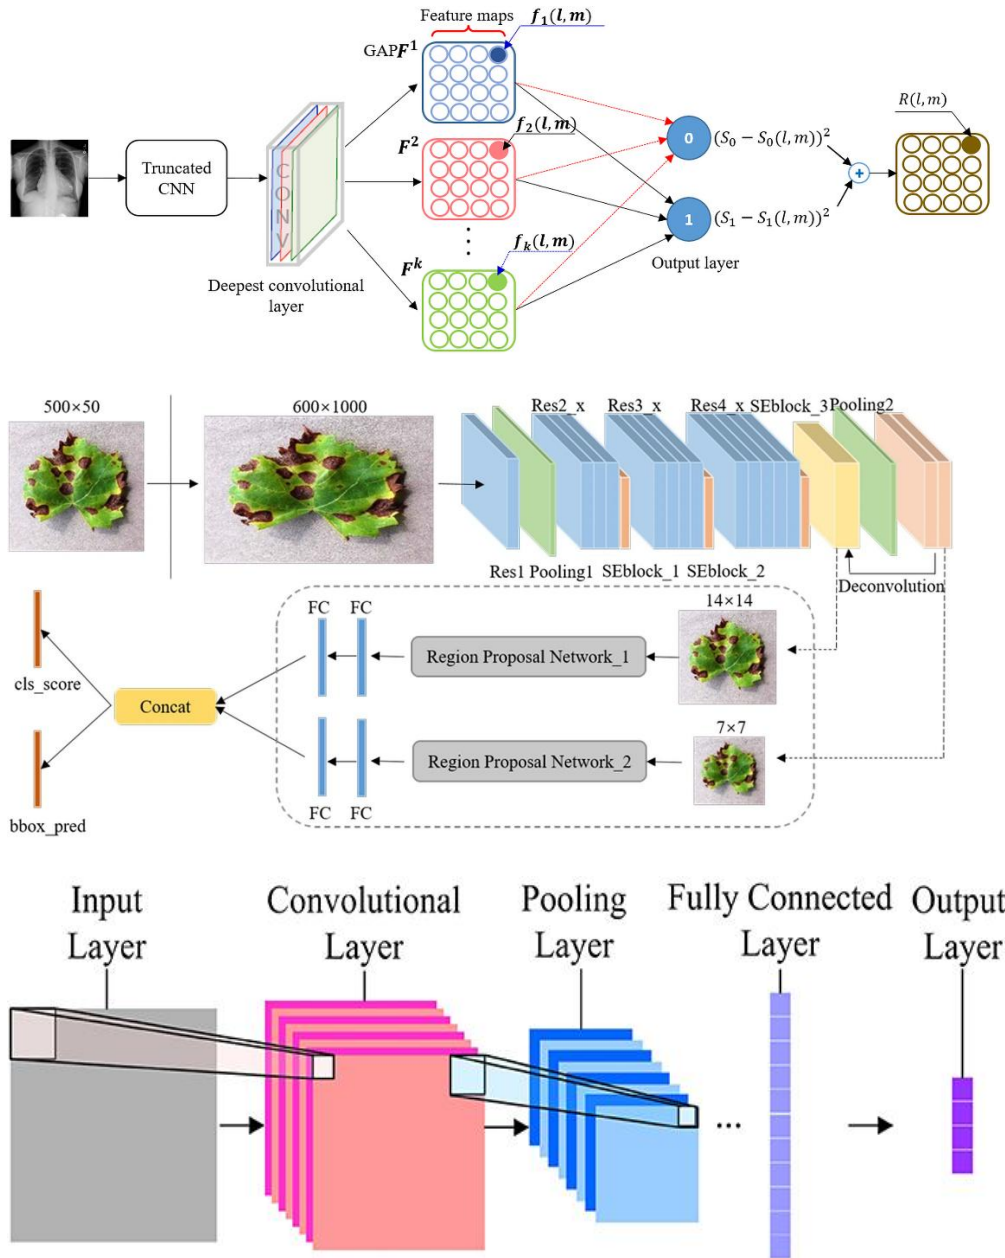 Feature maps
f₁(l, m)
GAPF¹
Truncated
CNN
CONV
Deepest convolutional
layer
F²
f₂(l, m)
Fᵏ
fₖ(l, m)
0
(S₀ − S₀(l, m))²
1
(S₁ − S₁(l, m))²
Output layer
+
R(l, m)
500×50
600×1000
Res2_x
Res3_x
Res4_x
SEblock_3
Pooling2
Res1
Pooling1
SEblock_1
SEblock_2
Deconvolution
14×14
FC
FC
Region Proposal Network_1
cls_score
Concat
7×7
Region Proposal Network_2
FC
FC
bbox_pred
Input
Layer
Convolutional
Layer
Pooling
Layer
Fully Connected
Layer
Output
Layer